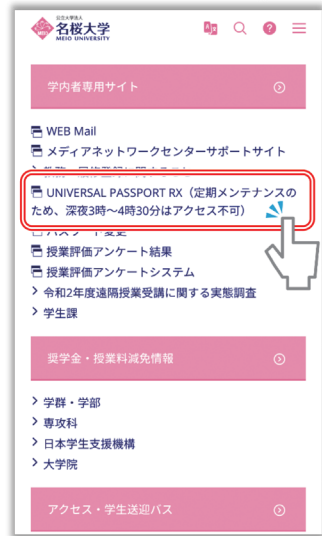 公立大学法人
名桜大学
MEIO UNIVERSITY
学内者専用サイト
WEB Mail
メディアネットワークセンターサポートサイト
UNIVERSAL PASSPORT RX（定期メンテナンスの
ため、深夜3時～4時30分はアクセス不可）
パスワード変更
授業評価アンケート結果
授業評価アンケートシステム
令和2年度遠隔授業受講に関する実態調査
学生課
奨学金・授業料減免情報
学群・学部
専攻科
日本学生支援機構
大学院
アクセス・学生送迎バス